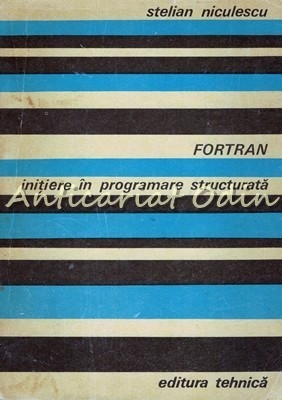 stelian niculescu
FORTRAN
inițiere în programare structurată
Anticariat Odin
editura tehnică